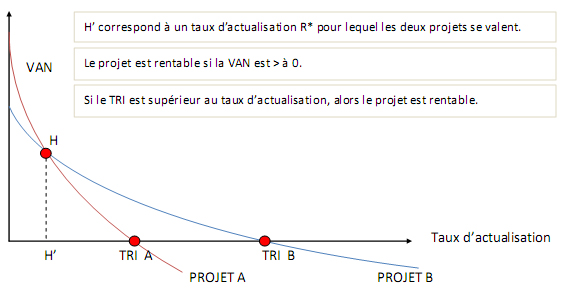 H’ correspond à un taux d’actualisation R* pour lequel les deux projets se valent.
VAN
Le projet est rentable si la VAN est > à 0.
Si le TRI est supérieur au taux d’actualisation, alors le projet est rentable.
H
Taux d’actualisation
H’
TRI A
TRI B
PROJET A
PROJET B